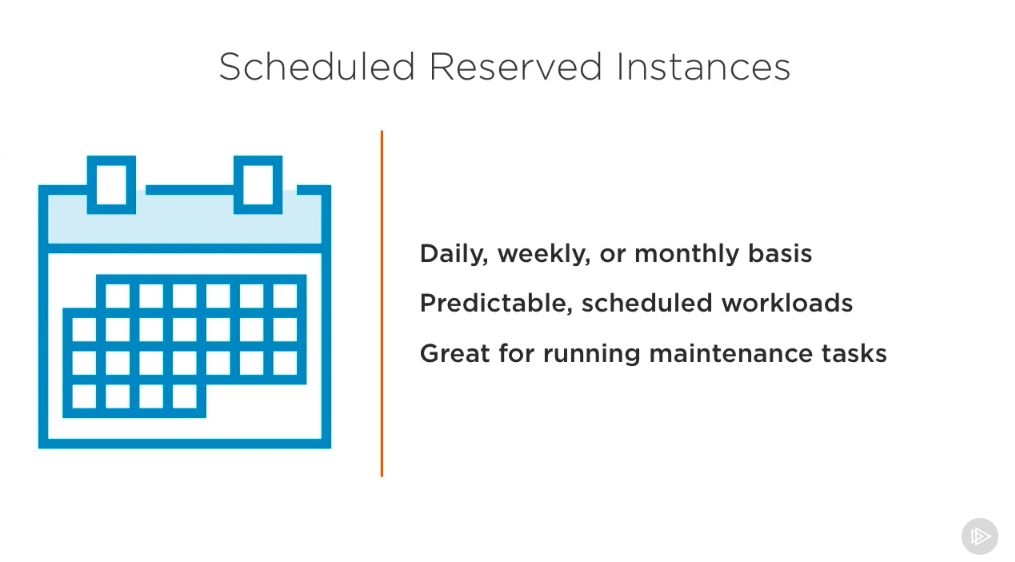 Scheduled Reserved Instances
Daily, weekly, or monthly basis
Predictable, scheduled workloads
Great for running maintenance tasks